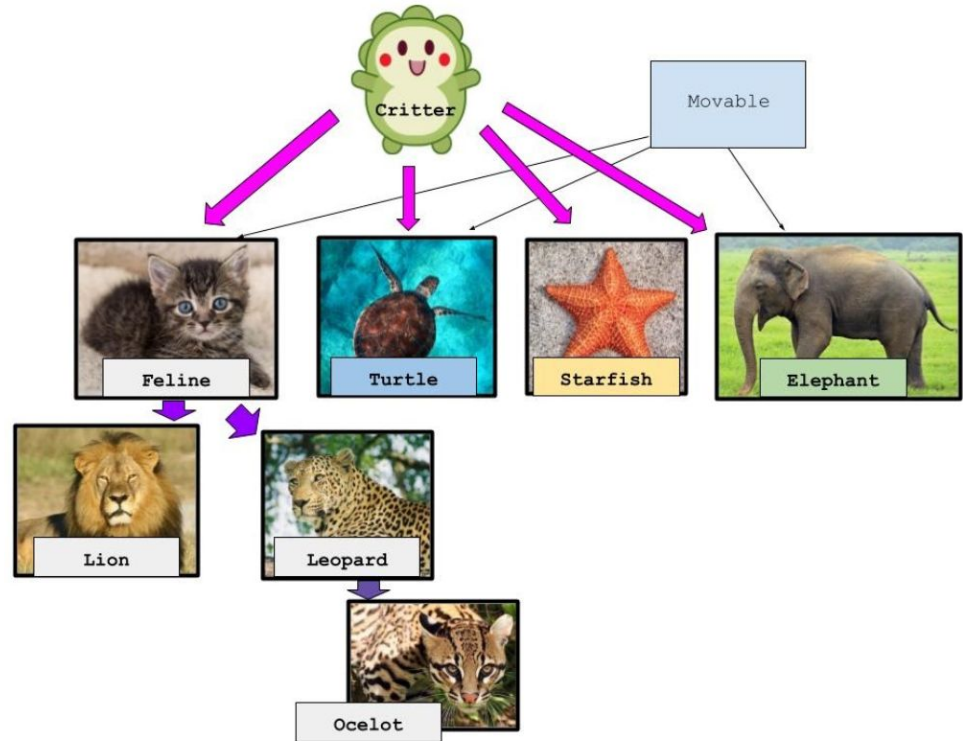 Critter
Movable
Feline
Turtle
Starfish
Elephant
Lion
Leopard
Ocelot